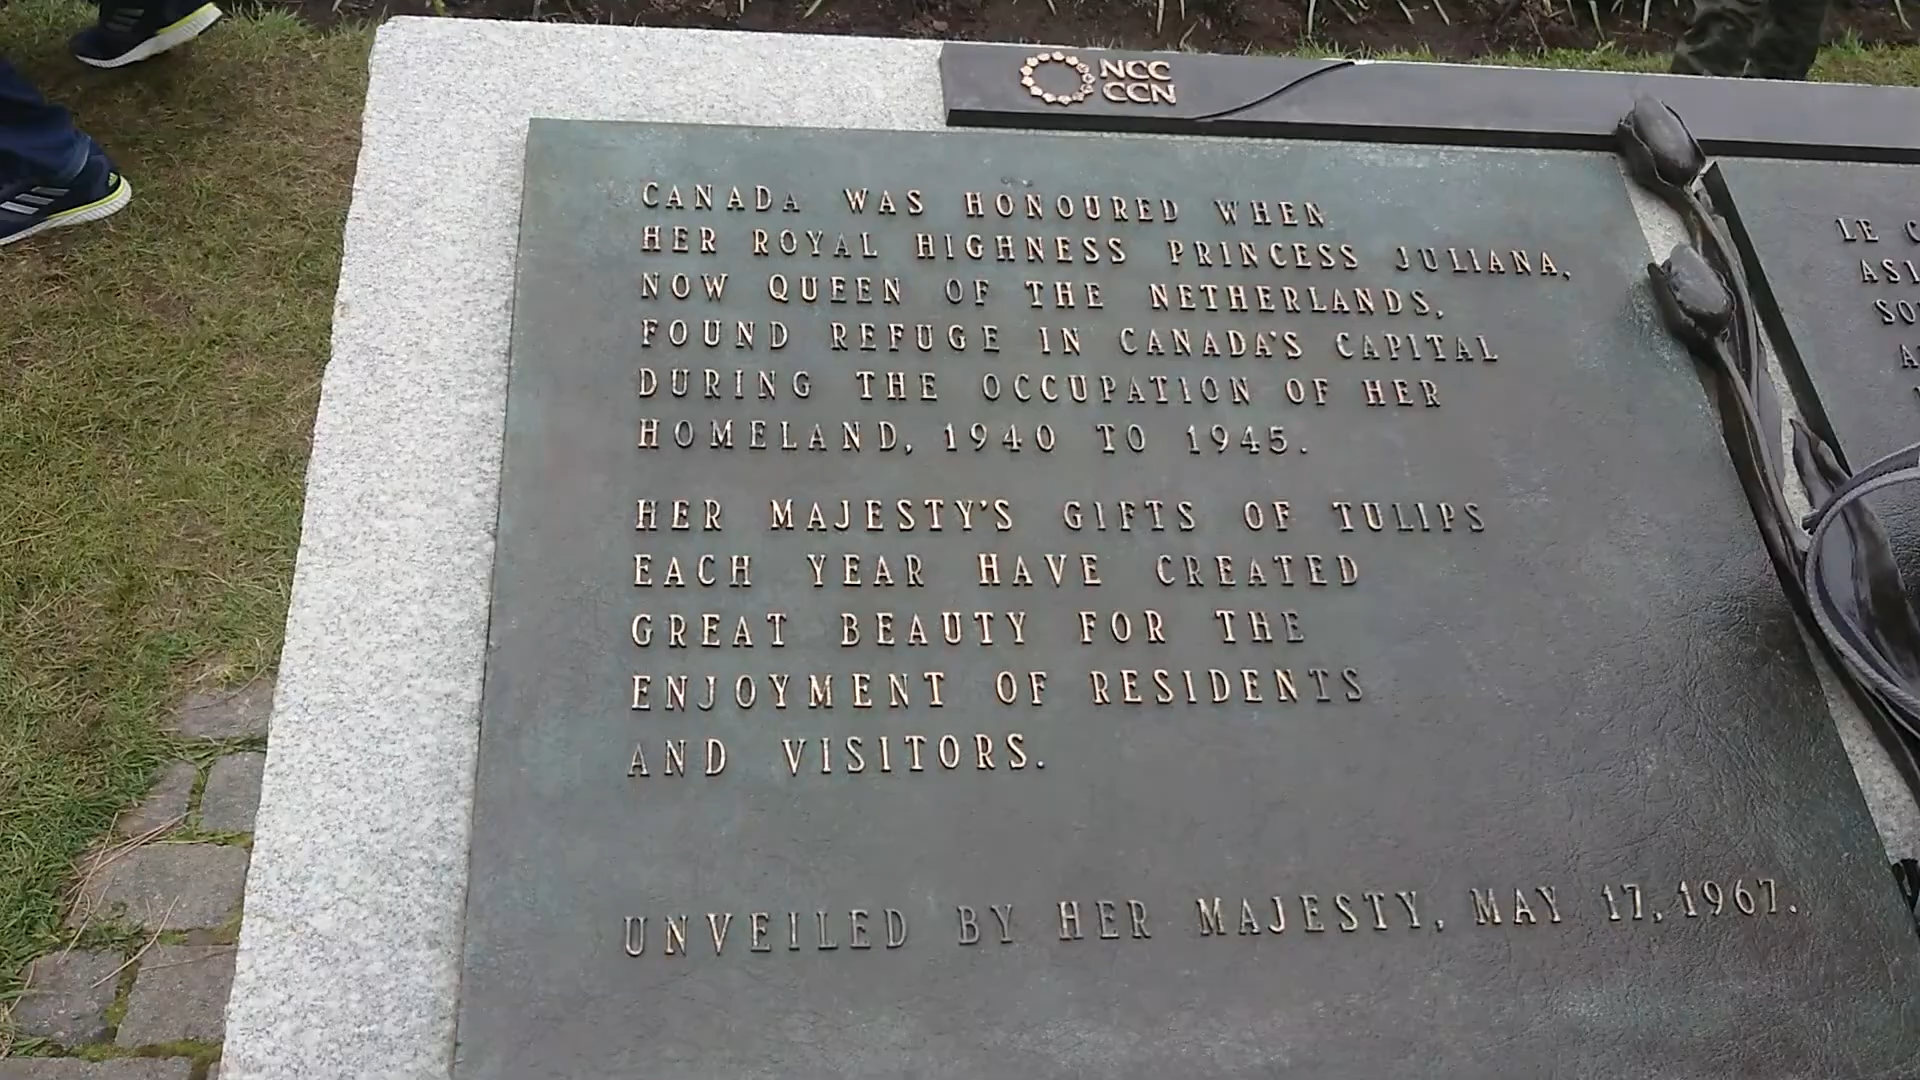 NCC
CCN
CANADA WAS HONOURED WHEN
HER ROYAL HIGHNESS PRINCESS JULIANA,
NOW QUEEN OF THE NETHERLANDS,
FOUND REFUGE IN CANADA'S CAPITAL
DURING THE OCCUPATION OF HER
HOMELAND, 1940 TO 1945.
HER MAJESTY'S GIFTS OF TULIPS
EACH YEAR HAVE CREATED
GREAT BEAUTY FOR THE
ENJOYMENT OF RESIDENTS
AND VISITORS.
UNVEILED BY HER MAJESTY, MAY 17, 1967.
LE